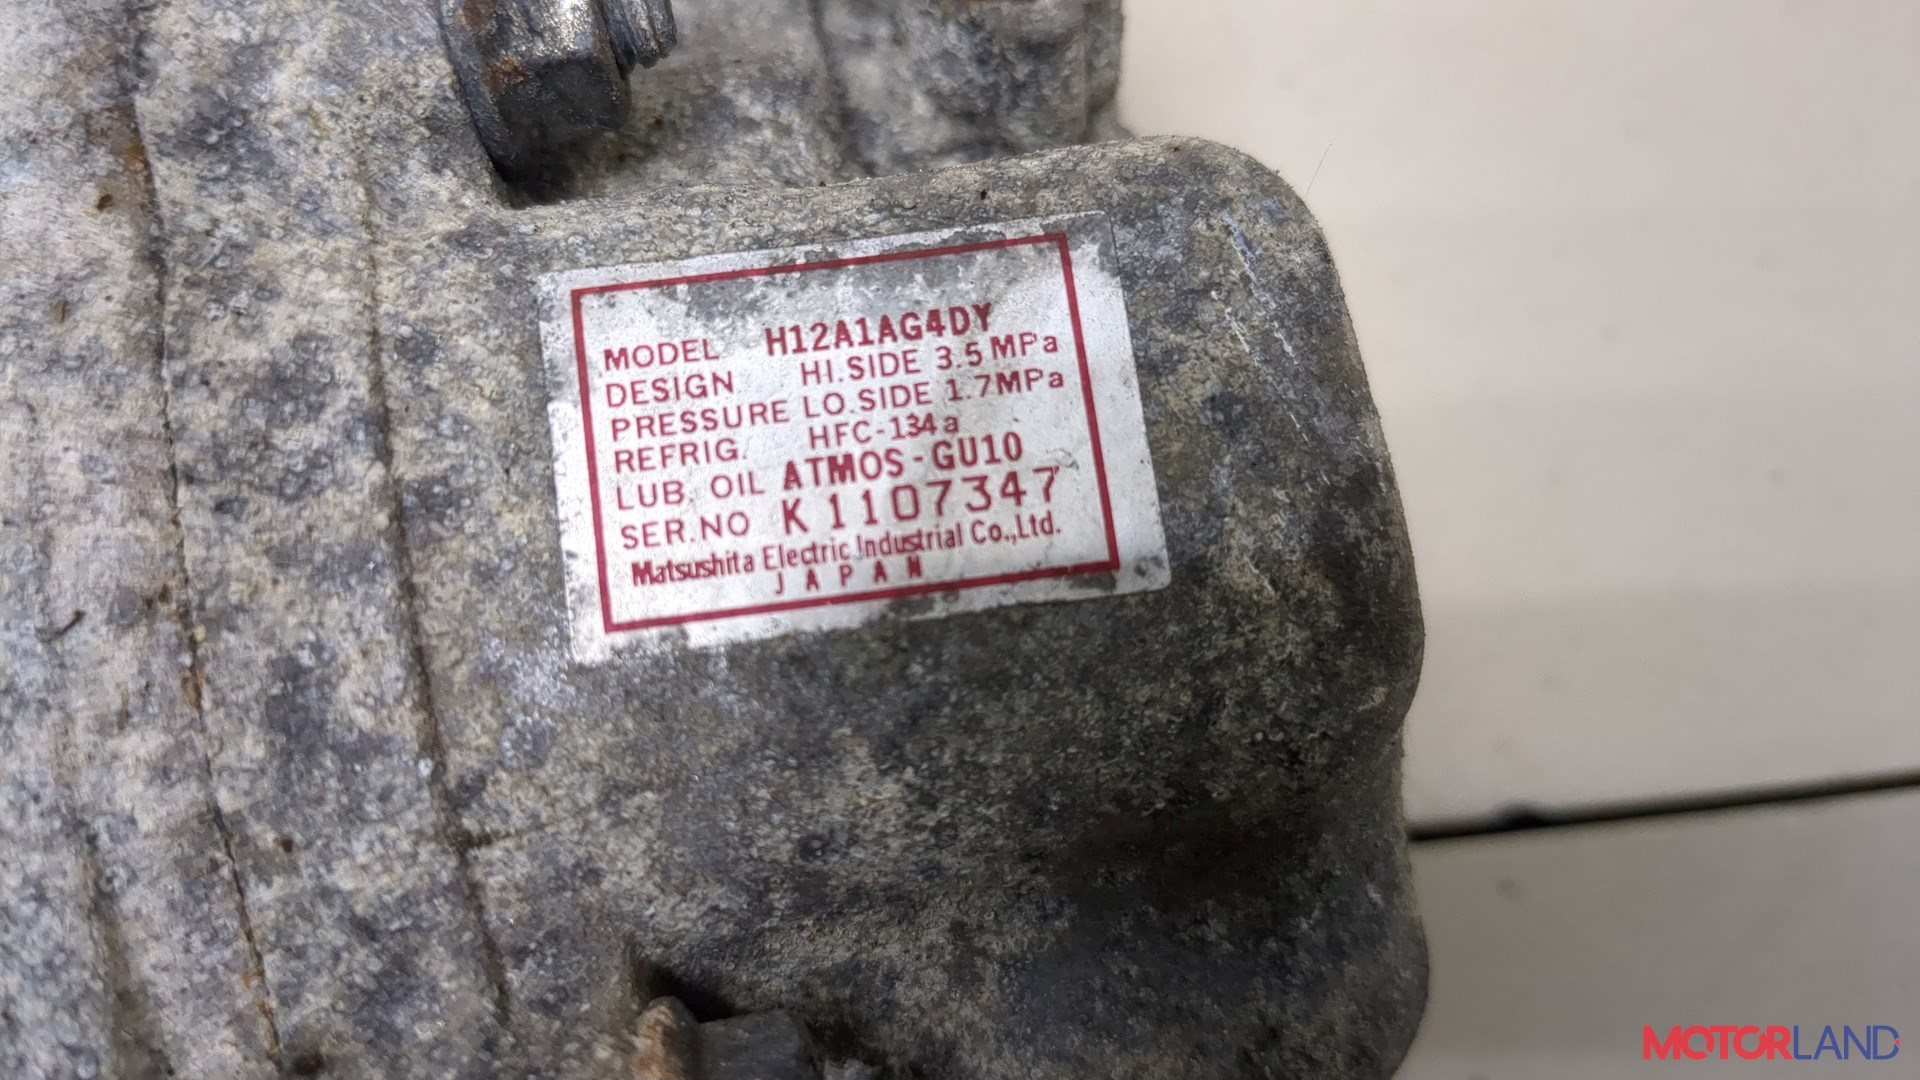 MODEL H12A1AG4DY
DESIGN HI.SIDE 3.5 MPa
PRESSURE LO.SIDE 1.7MPa
REFRIG. HFC-134a
LUB. OIL ATMOS-GU10
SER.NO K1107347
Matsushita Electric Industrial Co.,Ltd.
JAPAN
MOTORLAND